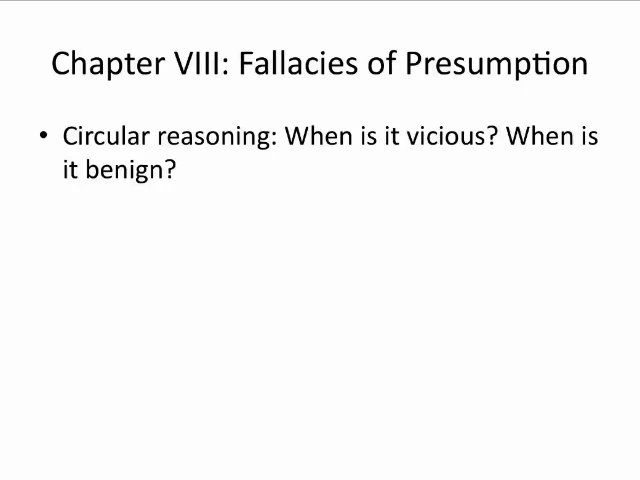 Chapter VIII: Fallacies of Presumption
• Circular reasoning: When is it vicious? When is
it benign?